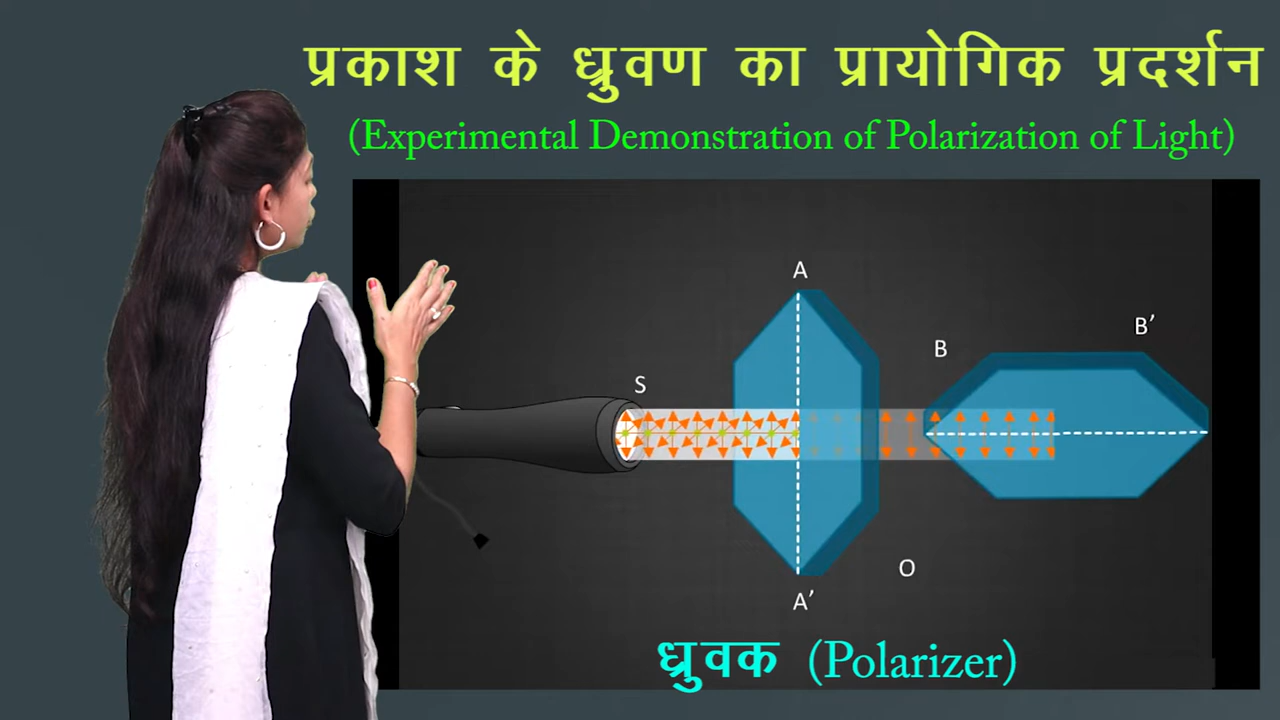 प्रकाश के ध्रुवण का प्रायोगिक प्रदर्शन
(Experimental Demonstration of Polarization of Light)
A
B′
B
S
O
A′
ध्रुवक (Polarizer)